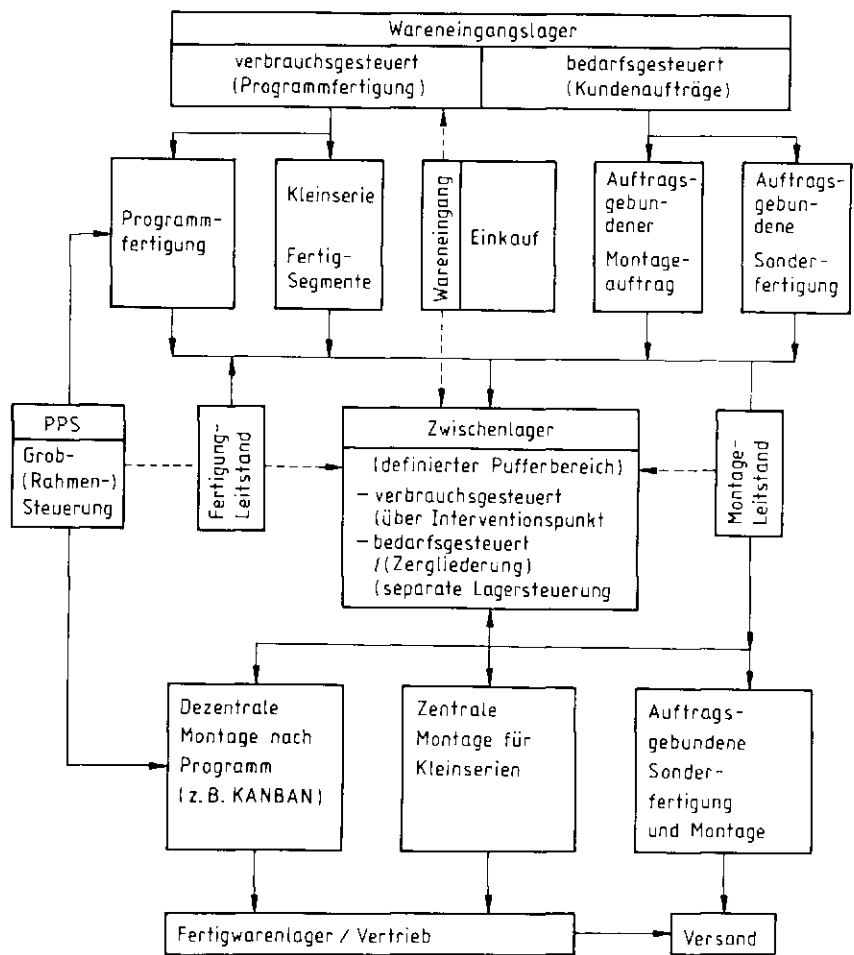 Wareneingangslager
verbrauchsgesteuert
(Programmfertigung)
bedarfsgesteuert
(Kundenaufträge)
Programm-
fertigung
Kleinserie
Fertig-
Segmente
Wareneingang
Einkauf
Auftrags-
gebun-
dener
Montage-
auftrag
Auftrags-
gebun-
dene
Sonder-
fertigung
PPS
Grob-
(Rahmen-)
Steuerung
Fertigung-
Leitstand
Zwischenlager
(definierter Pufferbereich)
– verbrauchsgesteuert
(über Interventionspunkt
– bedarfsgesteuert
/(Zergliederung)
(separate Lagersteuerung
Montage-
Leitstand
Dezentrale
Montage nach
Programm
(z.B. KANBAN)
Zentrale
Montage für
Kleinserien
Auftrags-
gebundene
Sonder-
fertigung
und Montage
Fertigwarenlager / Vertrieb
Versand